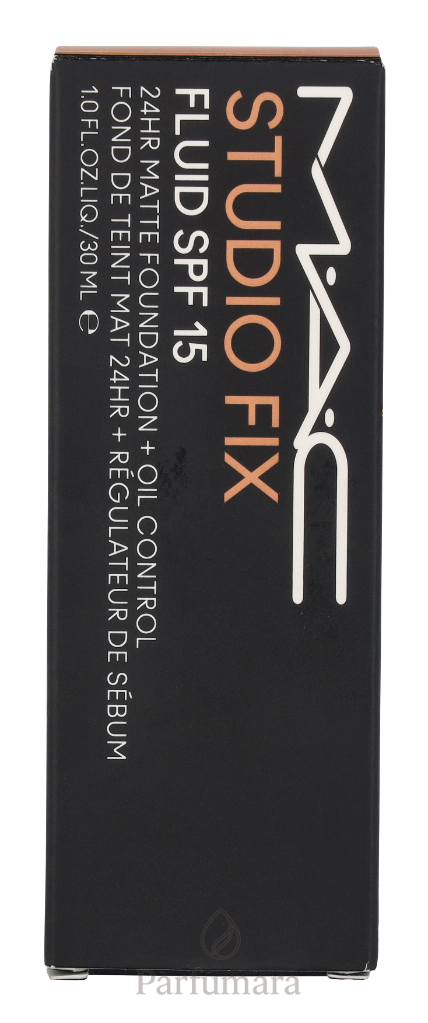 M·A·C
STUDIO FIX
FLUID SPF 15
24HR MATTE FOUNDATION + OIL CONTROL
FOND DE TEINT MAT 24HR + RÉGULATEUR DE SÉBUM
1.0 FL.OZ.LIQ./30 ML ℮
Parfumara